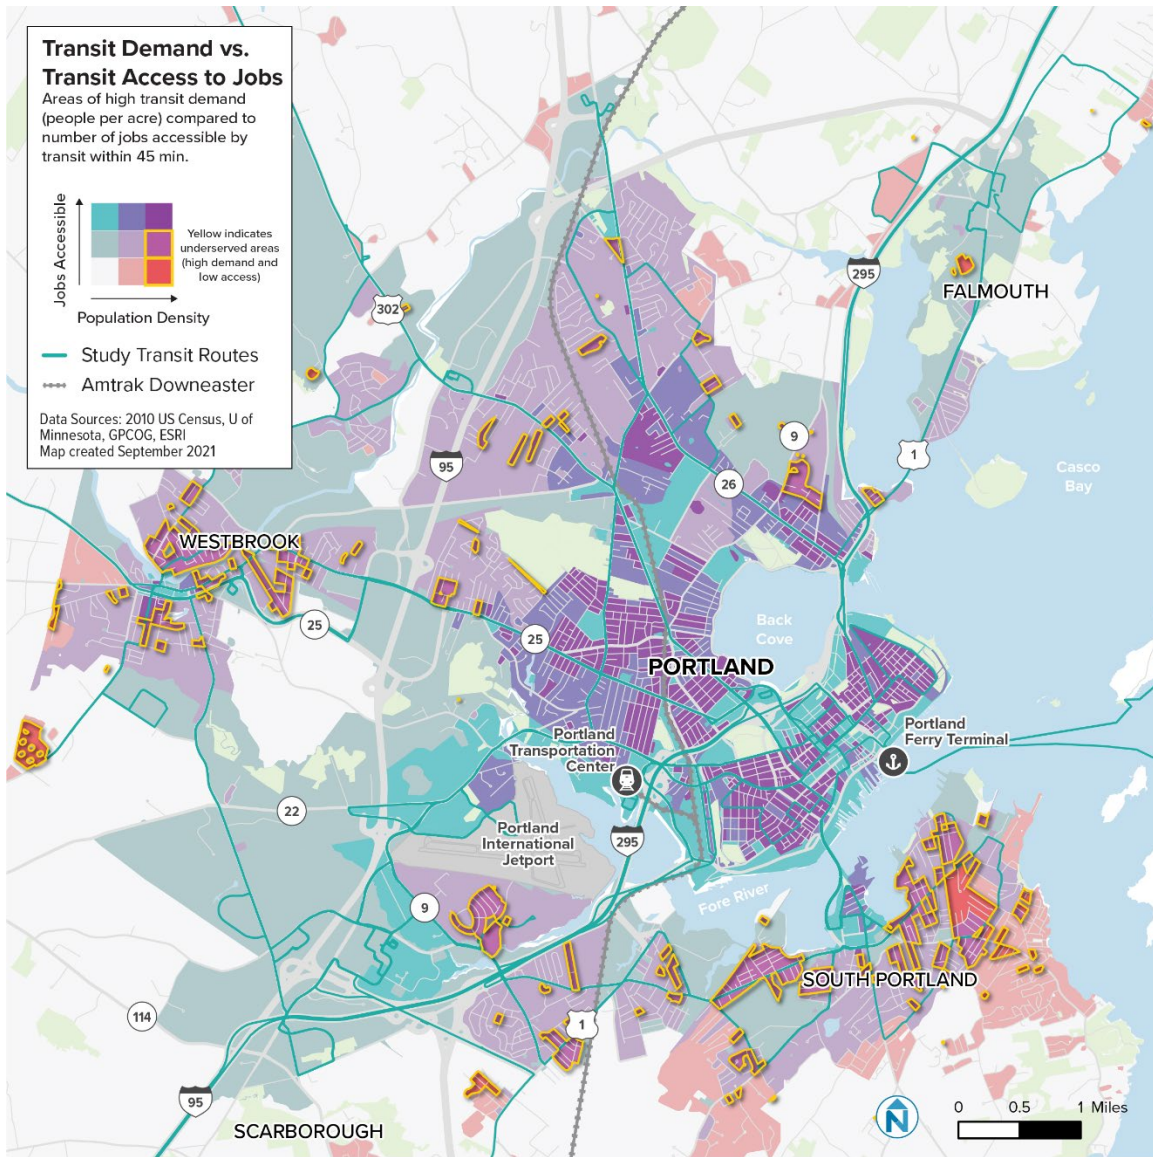 Transit Demand vs.
Transit Access to Jobs
Areas of high transit demand
(people per acre) compared to
number of jobs accessible by
transit within 45 min.
Jobs Accessible
Yellow indicates
underserved areas
(high demand and
low access)
Population Density
Study Transit Routes
Amtrak Downeaster
Data Sources: 2010 US Census, U of
Minnesota, GPCOG, ESRI
Map created September 2021
295
FALMOUTH
302
9
1
95
Casco
Bay
26
WESTBROOK
25
25
Back
Cove
PORTLAND
Portland
Transportation
Center
Portland
Ferry Terminal
22
Portland
International
Jetport
295
9
Fore River
SOUTH PORTLAND
114
1
95
SCARBOROUGH
N
0 0.5 1 Miles